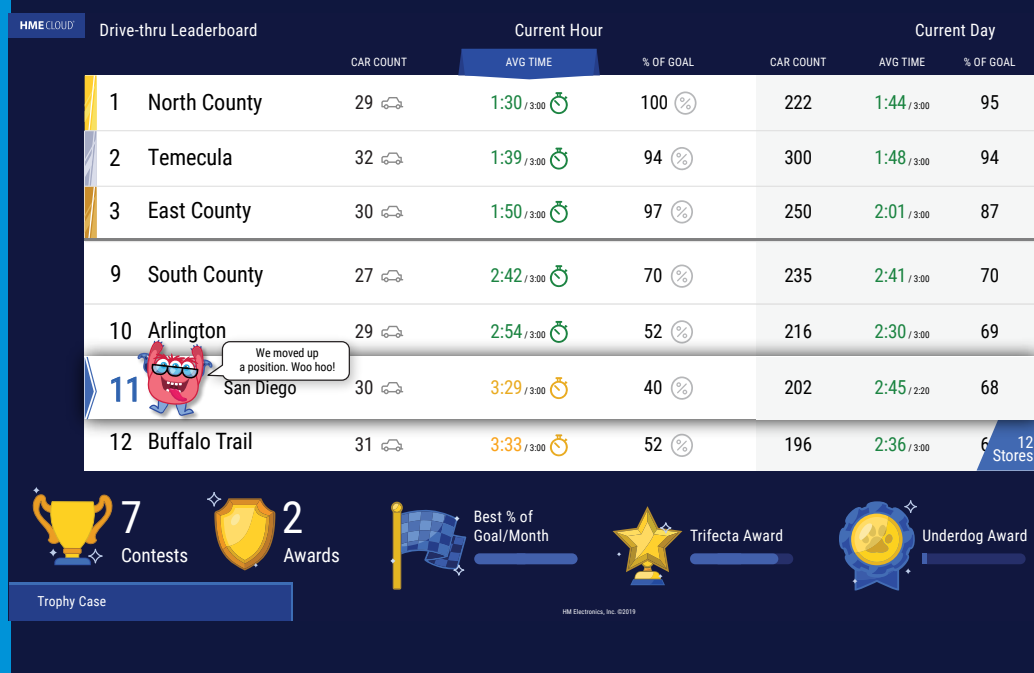 HME CLOUD
Drive-thru Leaderboard Current Hour Current Day
CAR COUNT AVG TIME % OF GOAL CAR COUNT AVG TIME % OF GOAL
1 North County 29 1:30 / 3:00 100 % 222 1:44 / 3:00 95
2 Temecula 32 1:39 / 3:00 94 % 300 1:48 / 3:00 94
3 East County 30 1:50 / 3:00 97 % 250 2:01 / 3:00 87
9 South County 27 2:42 / 3:00 70 % 235 2:41 / 3:00 70
10 Arlington 29 2:54 / 3:00 52 % 216 2:30 / 3:00 69
We moved up
a position. Woo hoo!
11 San Diego 30 3:29 / 3:00 40 % 202 2:45 / 2:20 68
12 Buffalo Trail 31 3:33 / 3:00 52 % 196 2:36 / 3:00
12
Stores
7
Contests
2
Awards
Best % of
Goal/Month
Trifecta Award
Underdog Award
Trophy Case
HM Electronics, Inc. ©2019